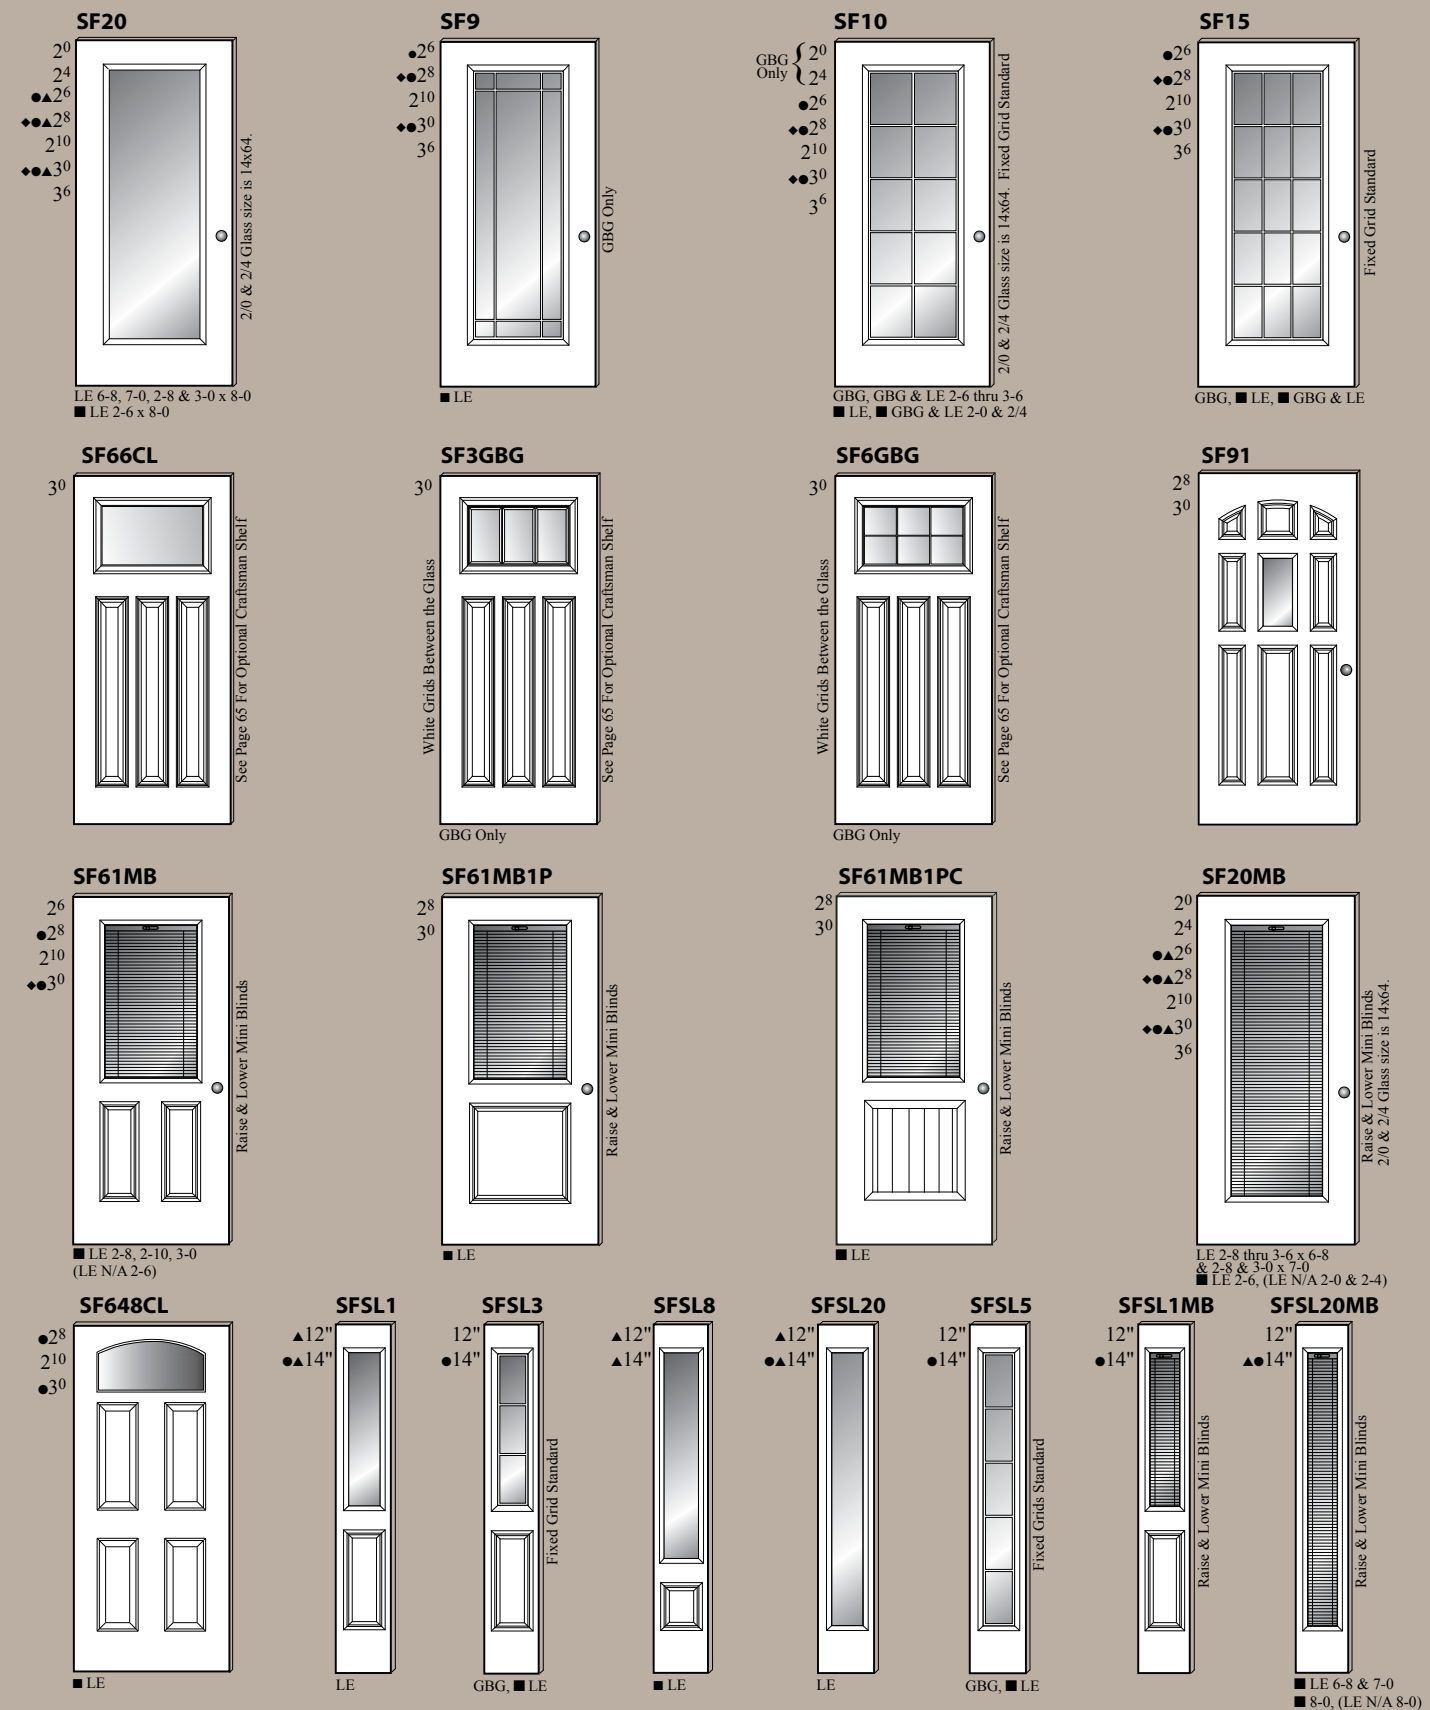 SF20
2⁰
2⁴
●▲2⁶
◆●▲2⁸
2¹⁰
◆●▲3⁰
3⁶
2/0 & 2/4 Glass size is 14x64.
LE 6-8, 7-0, 2-8 & 3-0 x 8-0
■ LE 2-6 x 8-0
SF9
●2⁶
◆●2⁸
2¹⁰
◆●3⁰
3⁶
GBG Only
■ LE
SF10
GBG
Only {
2⁰
2⁴
●2⁶
◆●2⁸
2¹⁰
◆●3⁰
3⁶
2/0 & 2/4 Glass size is 14x64. Fixed Grid Standard
GBG, GBG & LE 2-6 thru 3-6
■ LE, ■ GBG & LE 2-0 & 2/4
SF15
●2⁶
◆●2⁸
2¹⁰
◆●3⁰
3⁶
Fixed Grid Standard
GBG, ■ LE, ■ GBG & LE
SF66CL
3⁰
See Page 65 For Optional Craftsman Shelf
SF3GBG
3⁰
White Grids Between the Glass
See Page 65 For Optional Craftsman Shelf
GBG Only
SF6GBG
3⁰
White Grids Between the Glass
See Page 65 For Optional Craftsman Shelf
GBG Only
SF91
2⁸
3⁰
SF61MB
2⁶
●2⁸
2¹⁰
◆●3⁰
Raise & Lower Mini Blinds
■ LE 2-8, 2-10, 3-0
(LE N/A 2-6)
SF61MB1P
2⁸
3⁰
Raise & Lower Mini Blinds
■ LE
SF61MB1PC
2⁸
3⁰
Raise & Lower Mini Blinds
■ LE
SF20MB
2⁰
2⁴
●▲2⁶
◆●▲2⁸
2¹⁰
◆●▲3⁰
3⁶
Raise & Lower Mini Blinds
2/0 & 2/4 Glass size is 14x64.
LE 2-8 thru 3-6 x 6-8
& 2-8 & 3-0 x 7-0
■ LE 2-6, (LE N/A 2-0 & 2-4)
SF648CL
●2⁸
2¹⁰
●3⁰
■ LE
SFSL1
▲12"
●▲14"
LE
SFSL3
12"
●14"
Fixed Grid Standard
GBG, ■ LE
SFSL8
▲12"
▲14"
■ LE
SFSL20
▲12"
●▲14"
LE
SFSL5
12"
●14"
Fixed Grids Standard
GBG, ■ LE
SFSL1MB
12"
●14"
Raise & Lower Mini Blinds
SFSL20MB
12"
▲●14"
Raise & Lower Mini Blinds
■ LE 6-8 & 7-0
■ 8-0, (LE N/A 8-0)